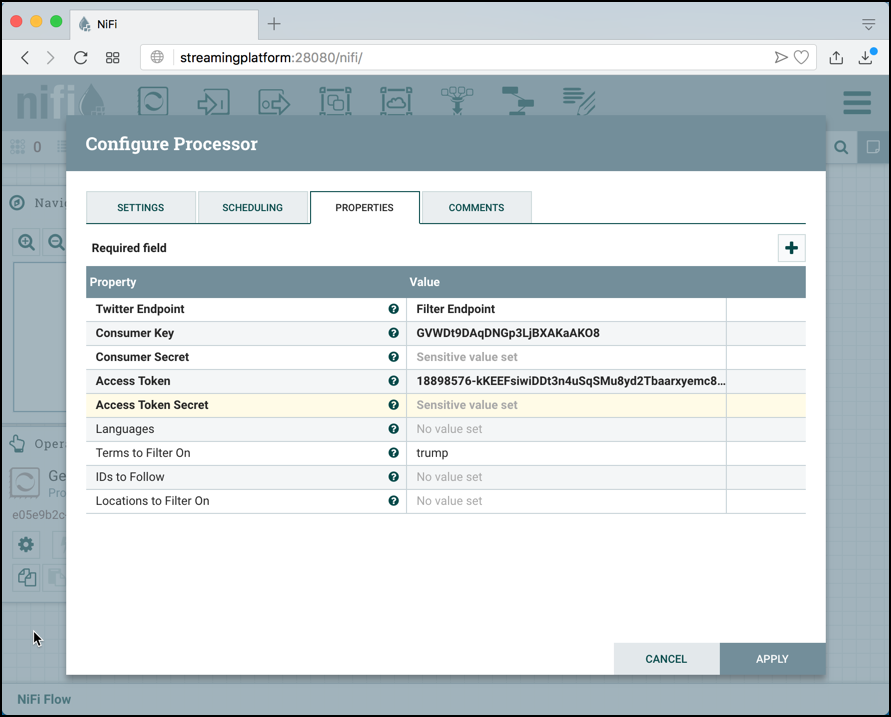 NiFi
streamingplatform:28080/nifi/
nifi
0
Configure Processor
SETTINGS
SCHEDULING
PROPERTIES
COMMENTS
Required field
Property Value
Twitter Endpoint Filter Endpoint
Consumer Key GVWDt9DAqDNGp3LjBXAKaAKO8
Consumer Secret Sensitive value set
Access Token 18898576-kKEEFsiwiDDt3n4uSqSMu8yd2Tbaarxyemc8...
Access Token Secret Sensitive value set
Languages No value set
Terms to Filter On trump
IDs to Follow No value set
Locations to Filter On No value set
Navi
Oper
Ge
Pro
e05e9b2c
CANCEL
APPLY
NiFi Flow